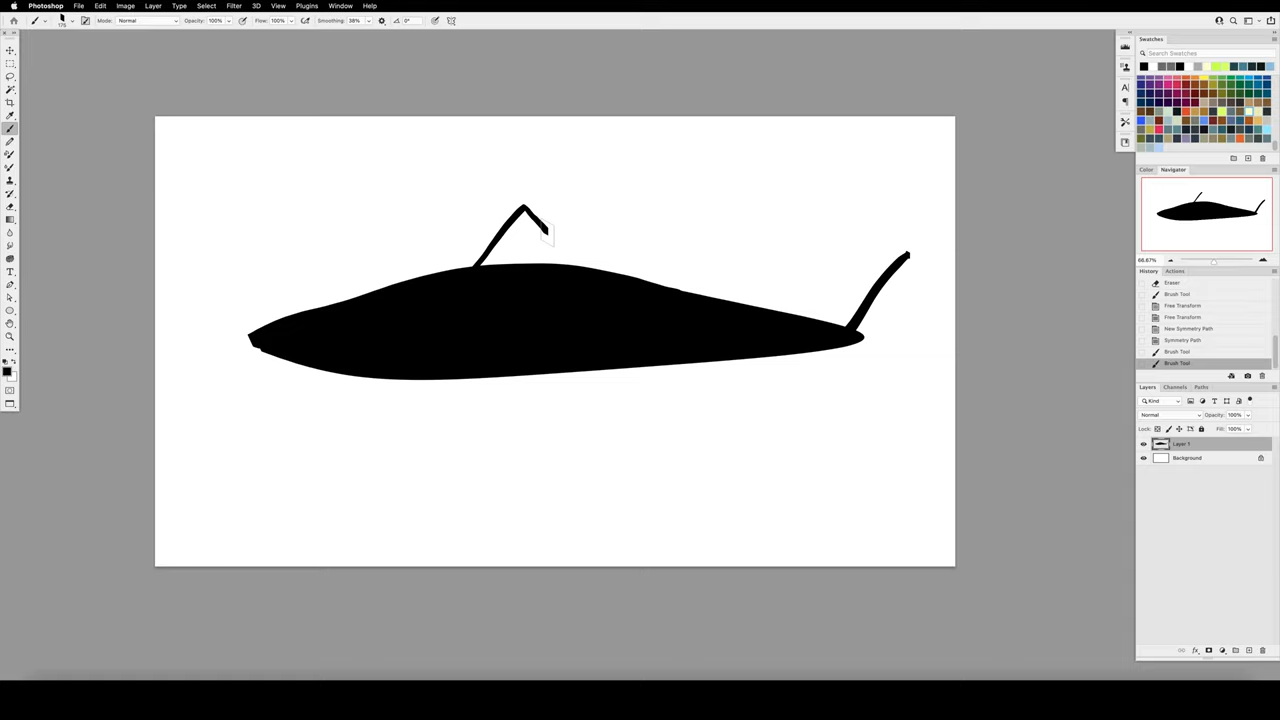 Photoshop File Edit Image Layer Type Select Filter 3D View Plugins Window Help
175 Mode: Normal Opacity: 100% Flow: 100% Smoothing: 38% 0°
Swatches
Search Swatches
Color Navigator
66.67%
History Actions
Eraser
Brush Tool
Free Transform
Free Transform
New Symmetry Path
Symmetry Path
Brush Tool
Brush Tool
Layers Channels Paths
Kind
Normal Opacity: 100%
Lock: Fill: 100%
Layer 1
Background